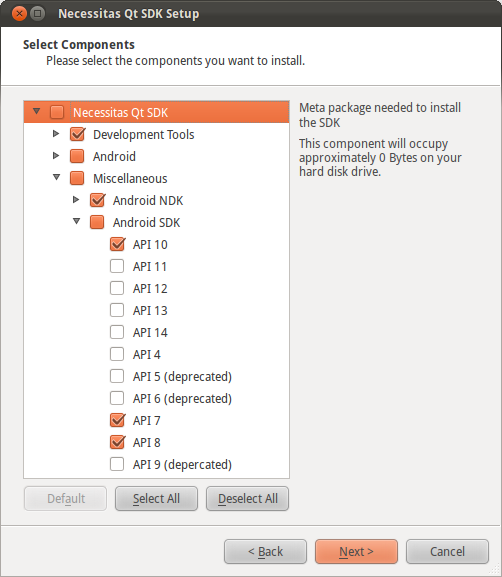 Necessitas Qt SDK Setup
Select Components
Please select the components you want to install.
Necessitas Qt SDK
Development Tools
Android
Miscellaneous
Android NDK
Android SDK
API 10
API 11
API 12
API 13
API 14
API 4
API 5 (deprecated)
API 6 (deprecated)
API 7
API 8
API 9 (depercated)
Meta package needed to install
the SDK
This component will occupy
approximately 0 Bytes on your
hard disk drive.
Default
Select All
Deselect All
< Back
Next >
Cancel